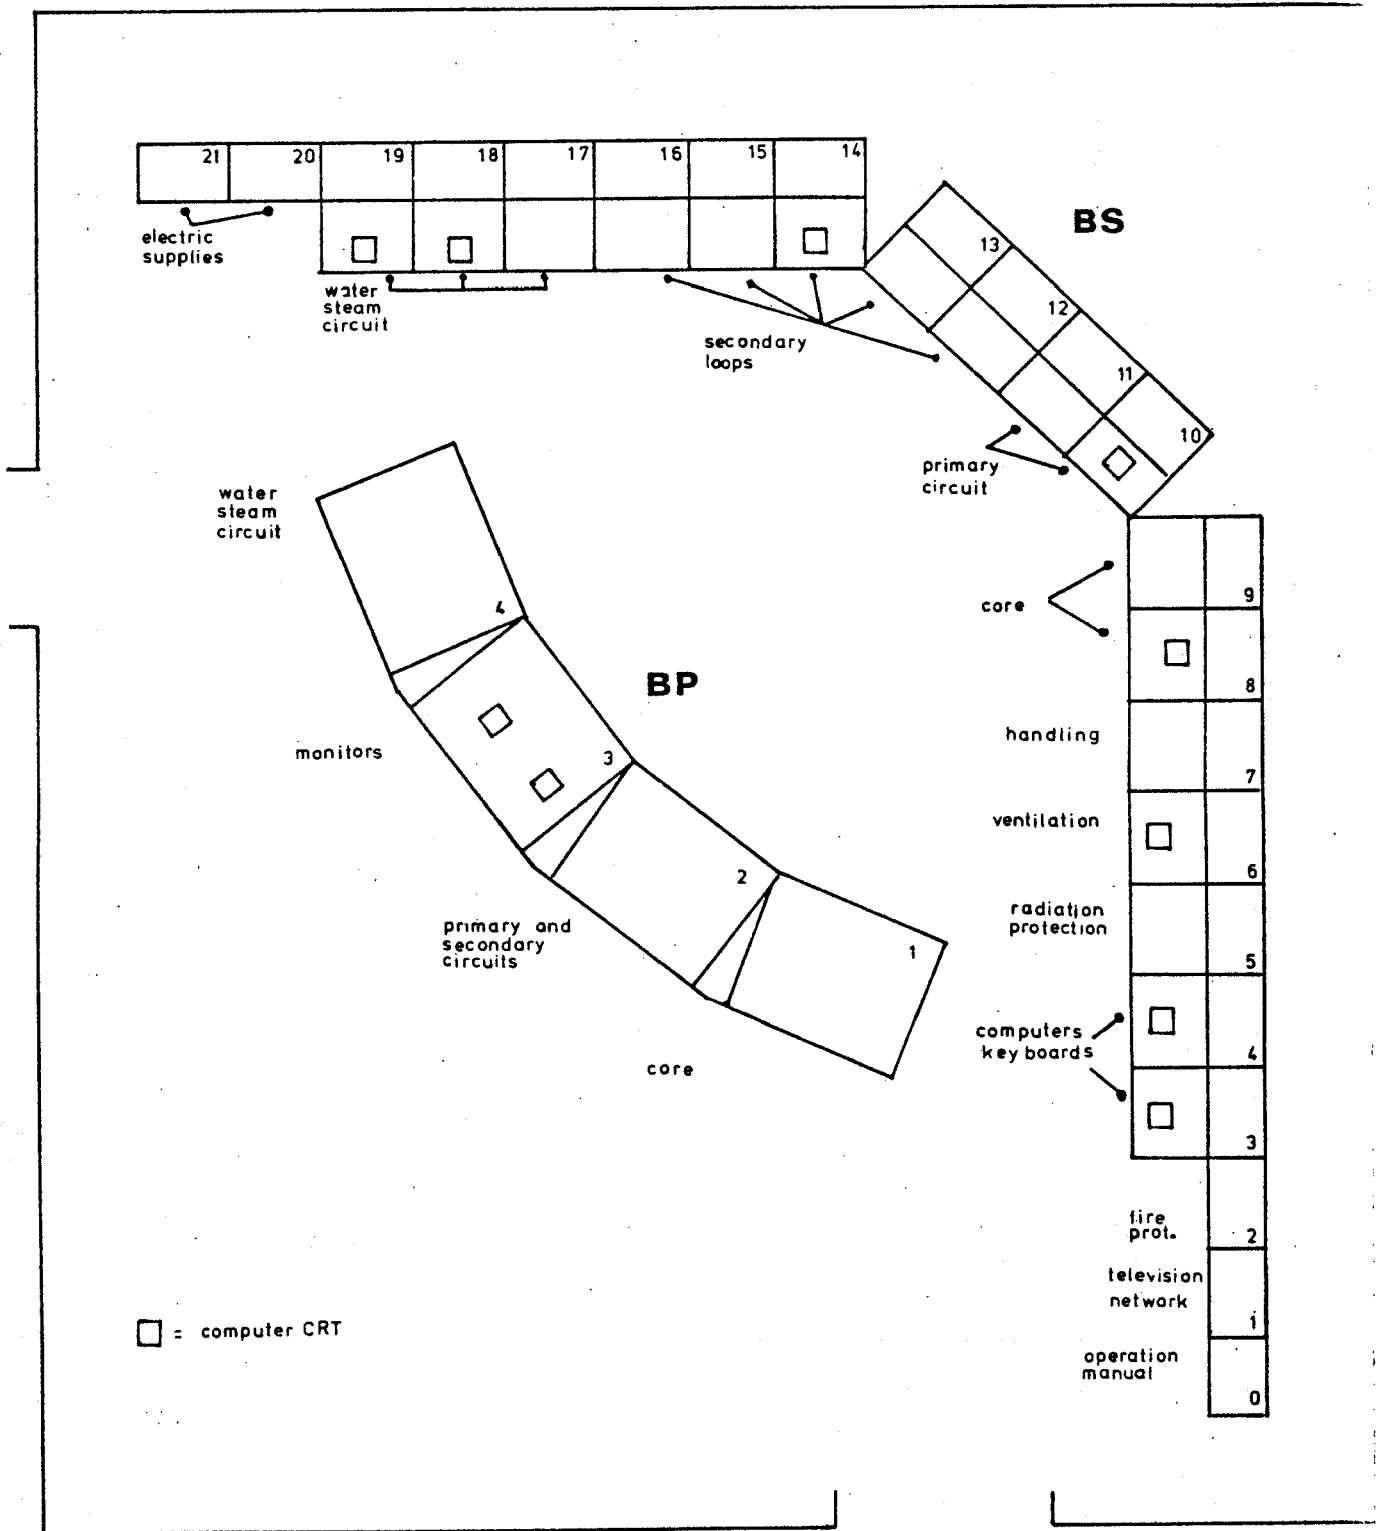 21
20
19
18
17
16
15
14
13
12
11
10
BS
electric
supplies
water
steam
circuit
secondary
loops
primary
circuit
water
steam
circuit
core
9
8
4
BP
handling
7
monitors
3
ventilation
6
2
radiation
protection
5
primary and
secondary
circuits
1
computers
key boards
4
core
3
fire
prot.
2
television
network
1
operation
manual
0
= computer CRT